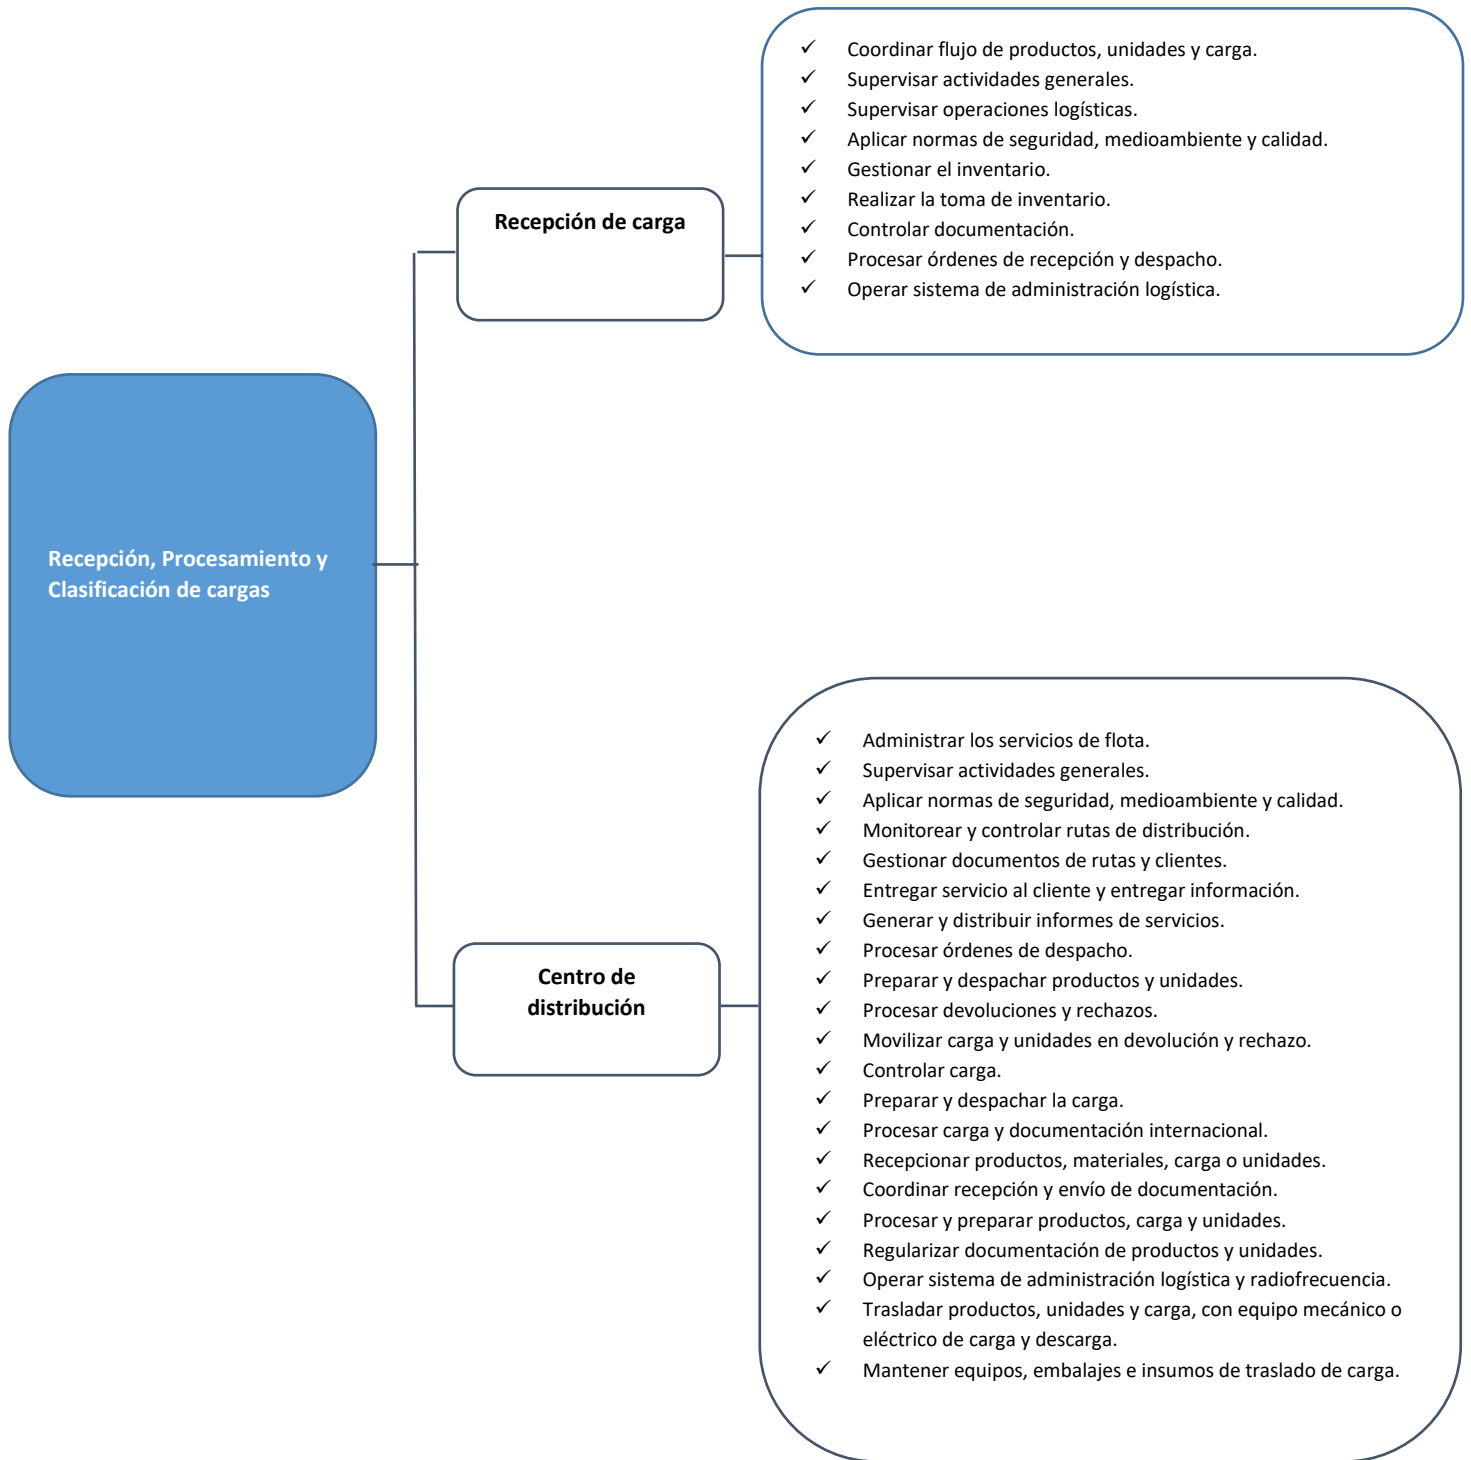 Recepción, Procesamiento y
Clasificación de cargas
Recepción de carga
✓ Coordinar flujo de productos, unidades y carga.
✓ Supervisar actividades generales.
✓ Supervisar operaciones logísticas.
✓ Aplicar normas de seguridad, medioambiente y calidad.
✓ Gestionar el inventario.
✓ Realizar la toma de inventario.
✓ Controlar documentación.
✓ Procesar órdenes de recepción y despacho.
✓ Operar sistema de administración logística.
Centro de
distribución
✓ Administrar los servicios de flota.
✓ Supervisar actividades generales.
✓ Aplicar normas de seguridad, medioambiente y calidad.
✓ Monitorear y controlar rutas de distribución.
✓ Gestionar documentos de rutas y clientes.
✓ Entregar servicio al cliente y entregar información.
✓ Generar y distribuir informes de servicios.
✓ Procesar órdenes de despacho.
✓ Preparar y despachar productos y unidades.
✓ Procesar devoluciones y rechazos.
✓ Movilizar carga y unidades en devolución y rechazo.
✓ Controlar carga.
✓ Preparar y despachar la carga.
✓ Procesar carga y documentación internacional.
✓ Recepcionar productos, materiales, carga o unidades.
✓ Coordinar recepción y envío de documentación.
✓ Procesar y preparar productos, carga y unidades.
✓ Regularizar documentación de productos y unidades.
✓ Operar sistema de administración logística y radiofrecuencia.
✓ Trasladar productos, unidades y carga, con equipo mecánico o
eléctrico de carga y descarga.
✓ Mantener equipos, embalajes e insumos de traslado de carga.